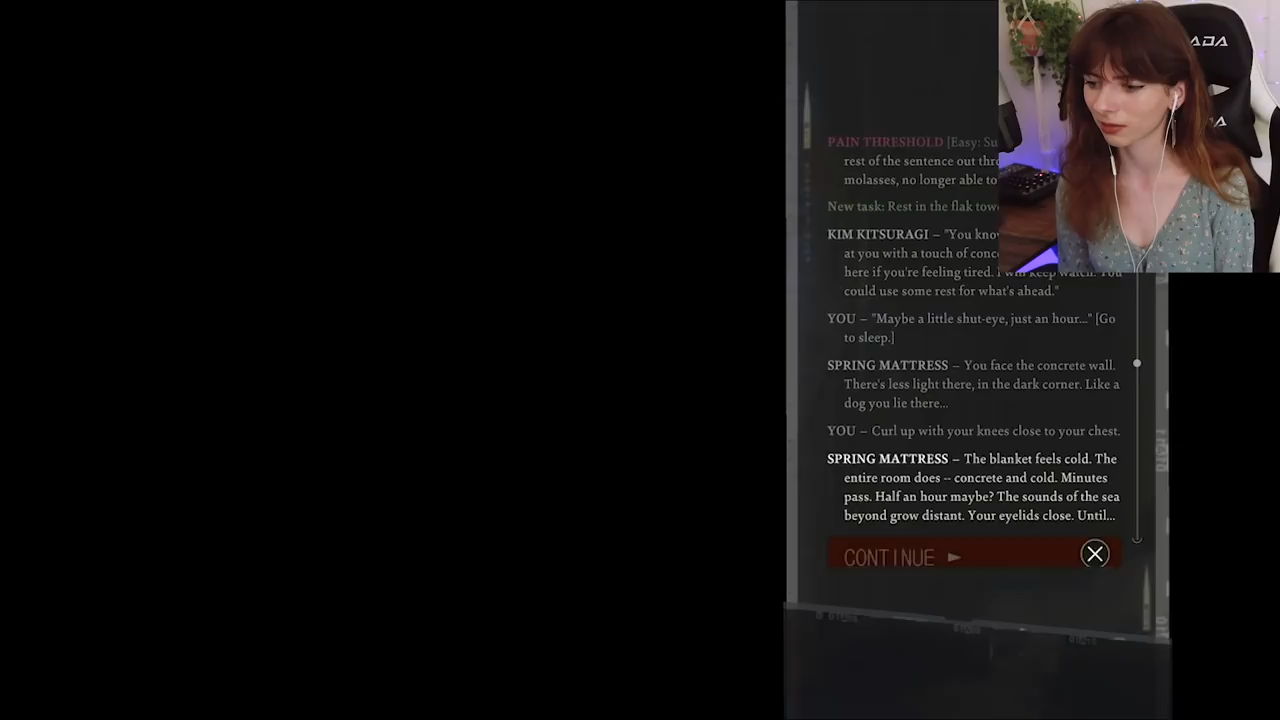 ADA
PAIN THRESHOLD [Easy:
rest of the sentence out
molasses, no longer able to
New task: Rest in the flak
KIM KITSURAGI – "You
at you with a touch of
here if you're feeling tired. I will keep watch. You
could use some rest for what's ahead."
YOU – "Maybe a little shut-eye, just an hour..." [Go
to sleep.]
SPRING MATTRESS – You face the concrete wall.
There's less light there, in the dark corner. Like a
dog you lie there...
YOU – Curl up with your knees close to your chest.
SPRING MATTRESS – The blanket feels cold. The
entire room does -- concrete and cold. Minutes
pass. Half an hour maybe? The sounds of the sea
beyond grow distant. Your eyelids close. Until...
CONTINUE